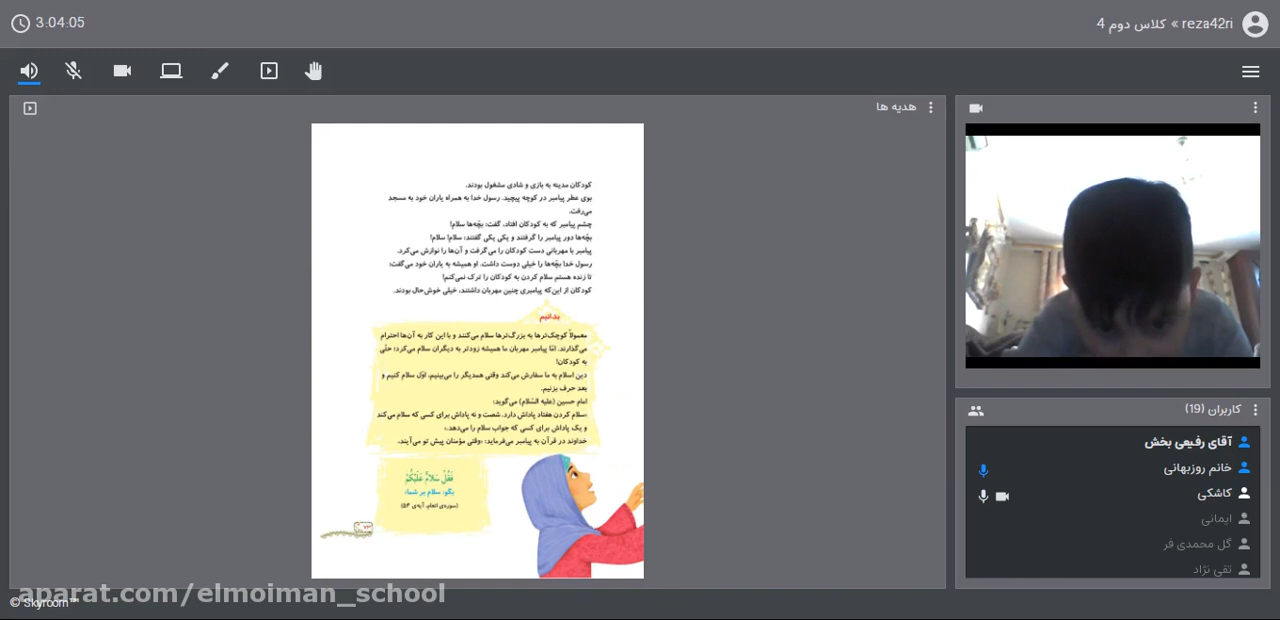 3:04:05
reza42ri » کلاس دوم 4
هدیه ها
کودکان مدینه به بازی و شادی مشغول بودند.
بوی عطر پیامبر در کوچه پیچید. رسول خدا به همراه یاران خود به مسجد
می‌رفت.
چشم پیامبر که به کودکان افتاد، گفت: بچّه‌ها سلام!
بچّه‌ها دور پیامبر را گرفتند و یکی یکی گفتند: سلام! سلام!
پیامبر با مهربانی دست کودکان را می‌گرفت و آن‌ها را نوازش می‌کرد.
رسول خدا بچّه‌ها را خیلی دوست داشت. او همیشه به یاران خود می‌گفت:
تا زنده هستم سلام کردن به کودکان را ترک نمی‌کنم!
کودکان از این‌که پیامبری چنین مهربان داشتند، خیلی خوش‌حال بودند.
بدانیم
معمولاً کوچک‌ترها به بزرگ‌ترها سلام می‌کنند و با این کار به آن‌ها احترام
می‌گذارند. امّا پیامبر مهربان ما همیشه زودتر به دیگران سلام می‌کرد؛ حتّی
به کودکان!
دین اسلام به ما سفارش می‌کند وقتی همدیگر را می‌بینیم، اوّل سلام کنیم و
بعد حرف بزنیم.
امام حسین (علیه السّلام) می‌گوید:
«سلام کردن هفتاد پاداش دارد. شصت و نه پاداش برای کسی که سلام می‌کند
و یک پاداش برای کسی که جواب سلام را می‌دهد.»
خداوند در قرآن به پیامبر می‌فرماید: «وقتی مؤمنان پیش تو می‌آیند،
فَقُلْ سَلامٌ عَلَيْكُمْ
بگو: سلام بر شما»
(سوره‌ی انعام، آیه‌ی ۵۴)
کاربران (19)
آقای رفیعی بخش
خانم روزبهانی
کاشکی
ایمانی
گل محمدی فر
تقی نژاد
aparat.com/elmoiman_school
© Skyroom™